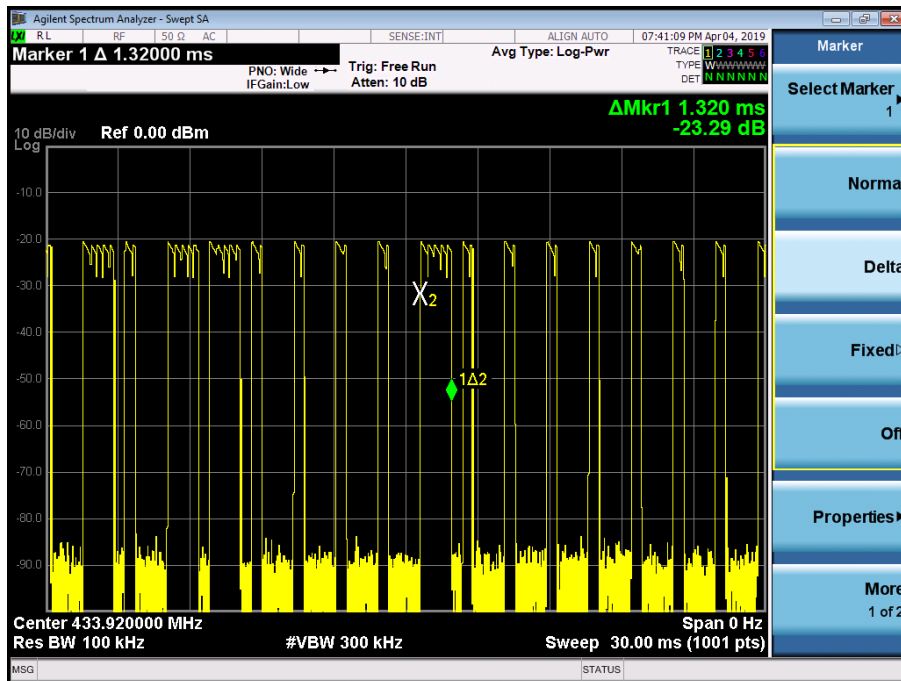 Agilent Spectrum Analyzer - Swept SA
LXI RL RF 50 Ω AC SENSE:INT ALIGN AUTO 07:41:09 PM Apr 04, 2019
Marker 1 Δ 1.32000 ms
PNO: Wide
IFGain:Low
Trig: Free Run
Atten: 10 dB
Avg Type: Log-Pwr
TRACE 1 2 3 4 5 6
TYPE WWWWWW
DET N N N N N N
ΔMkr1 1.320 ms
-23.29 dB
10 dB/div Ref 0.00 dBm
Log
-10.0
-20.0
-30.0
-40.0
-50.0
-60.0
-70.0
-80.0
-90.0
X2
1Δ2
Center 433.920000 MHz Span 0 Hz
Res BW 100 kHz #VBW 300 kHz Sweep 30.00 ms (1001 pts)
MSG STATUS
Marker
Select Marker
1
Norma
Delta
Fixed
Off
Properties
More
1 of 2